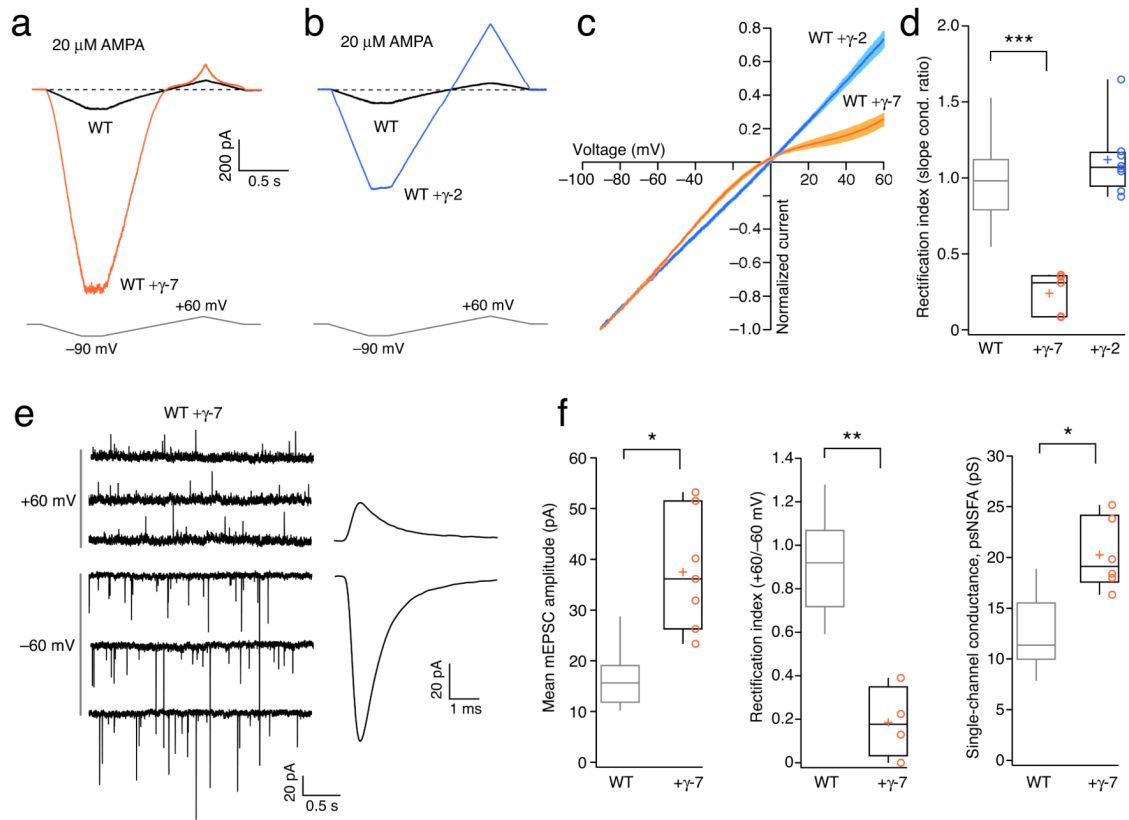 a
20 μM AMPA
WT
200 pA
0.5 s
WT +γ-7
+60 mV
−90 mV
b
20 μM AMPA
WT
WT +γ-2
+60 mV
−90 mV
c
0.8
0.6
0.4
0.2
WT +γ-2
WT +γ-7
Voltage (mV)
−100 −80 −60 −40 20 40 60
−0.2
−0.4
−0.6
−0.8
−1.0
Normalized current
d
Rectification index (slope cond. ratio)
2.0
1.5
1.0
0.5
0
***
WT +γ-7 +γ-2
e
WT +γ-7
+60 mV
−60 mV
20 pA
1 ms
20 pA
0.5 s
f
Mean mEPSC amplitude (pA)
60
50
40
30
20
10
0
*
WT +γ-7
Rectification index (+60/−60 mV)
1.4
1.2
1.0
0.8
0.6
0.4
0.2
0
**
WT +γ-7
Single-channel conductance, psNSFA (pS)
30
25
20
15
10
5
0
*
WT +γ-7